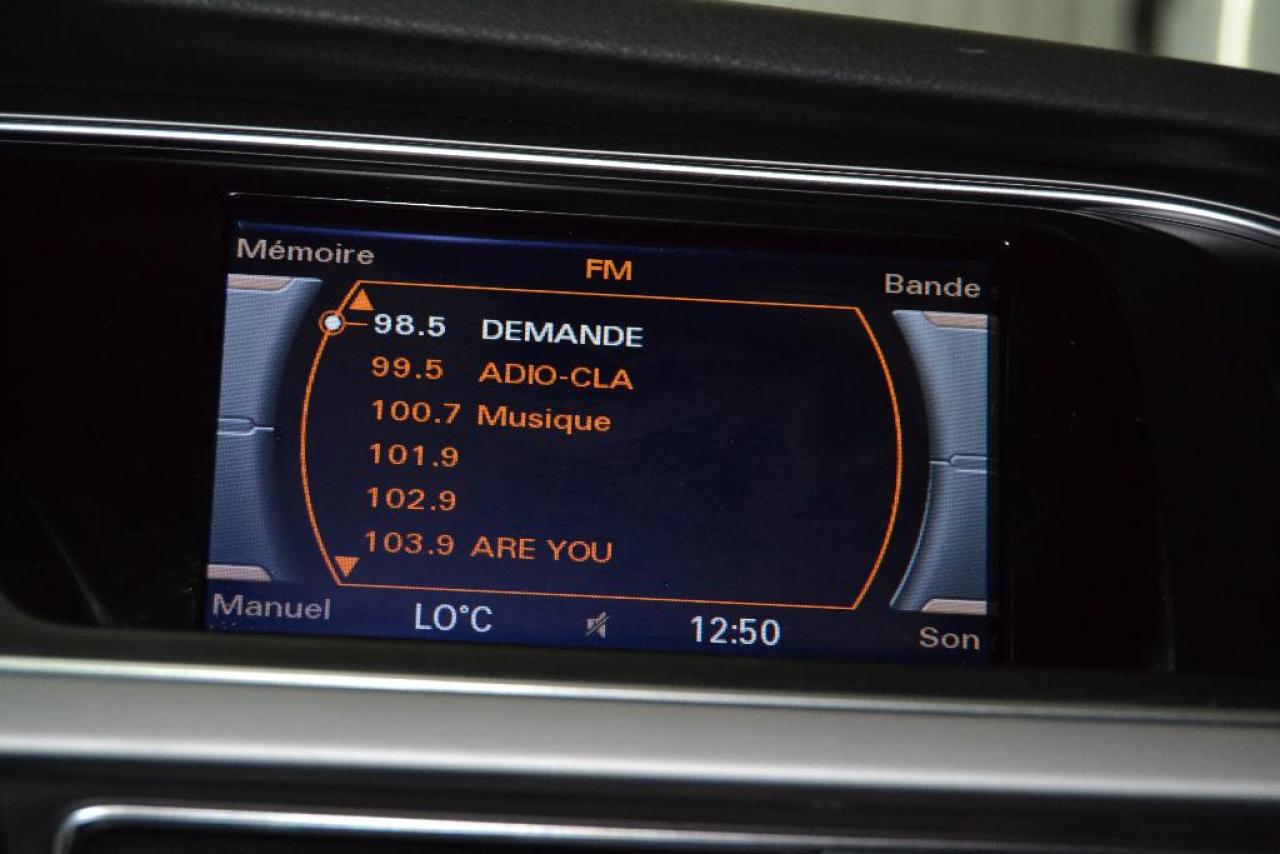 Mémoire
FM
Bande
98.5 DEMANDE
99.5 ADIO-CLA
100.7 Musique
101.9
102.9
103.9 ARE YOU
Manuel
LO°C
12:50
Son